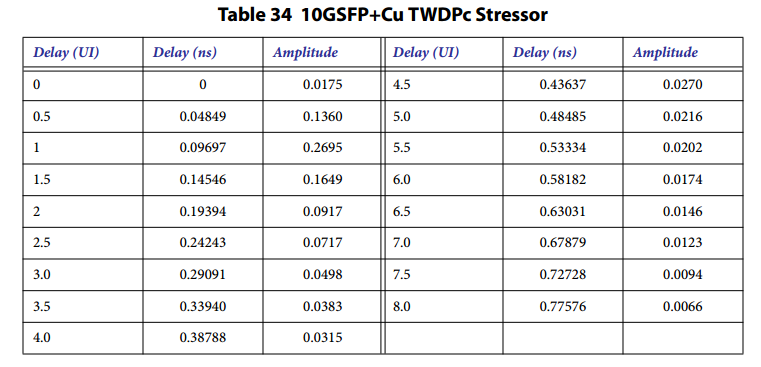 Table 34 10GSFP+Cu TWDPc Stressor
Delay (UI) Delay (ns) Amplitude Delay (UI) Delay (ns) Amplitude
0 0 0.0175 4.5 0.43637 0.0270
0.5 0.04849 0.1360 5.0 0.48485 0.0216
1 0.09697 0.2695 5.5 0.53334 0.0202
1.5 0.14546 0.1649 6.0 0.58182 0.0174
2 0.19394 0.0917 6.5 0.63031 0.0146
2.5 0.24243 0.0717 7.0 0.67879 0.0123
3.0 0.29091 0.0498 7.5 0.72728 0.0094
3.5 0.33940 0.0383 8.0 0.77576 0.0066
4.0 0.38788 0.0315